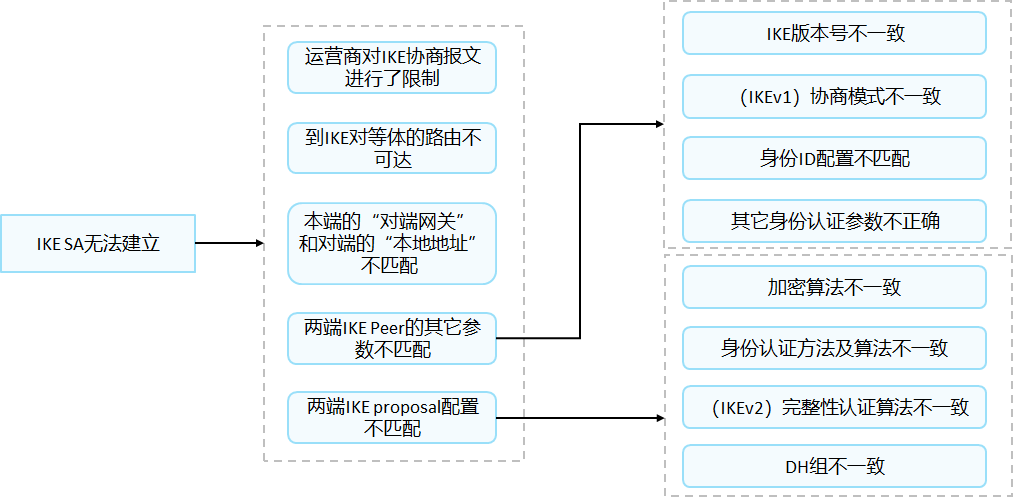 IKE SA无法建立
运营商对IKE协商报文
进行了限制
到IKE对等体的路由不
可达
本端的“对端网关”
和对端的“本地地址”
不匹配
两端IKE Peer的其它参
数不匹配
两端IKE proposal配置
不匹配
IKE版本号不一致
（IKEv1）协商模式不一致
身份ID配置不匹配
其它身份认证参数不正确
加密算法不一致
身份认证方法及算法不一致
（IKEv2）完整性认证算法不一致
DH组不一致